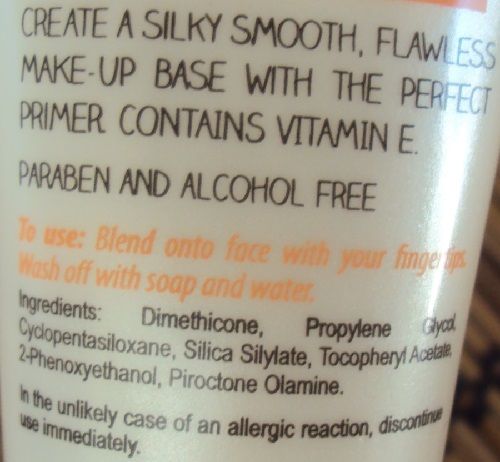 CREATE A SILKY SMOOTH, FLAWLESS
MAKE-UP BASE WITH THE PERFECT
PRIMER CONTAINS VITAMIN E.
PARABEN AND ALCOHOL FREE
To use: Blend onto face with your fingertips.
Wash off with soap and water.
Ingredients: Dimethicone, Propylene Glycol,
Cyclopentasiloxane, Silica Silylate, Tocopheryl Acetate,
2-Phenoxyethanol, Piroctone Olamine.
In the unlikely case of an allergic reaction, discontinue
use immediately.